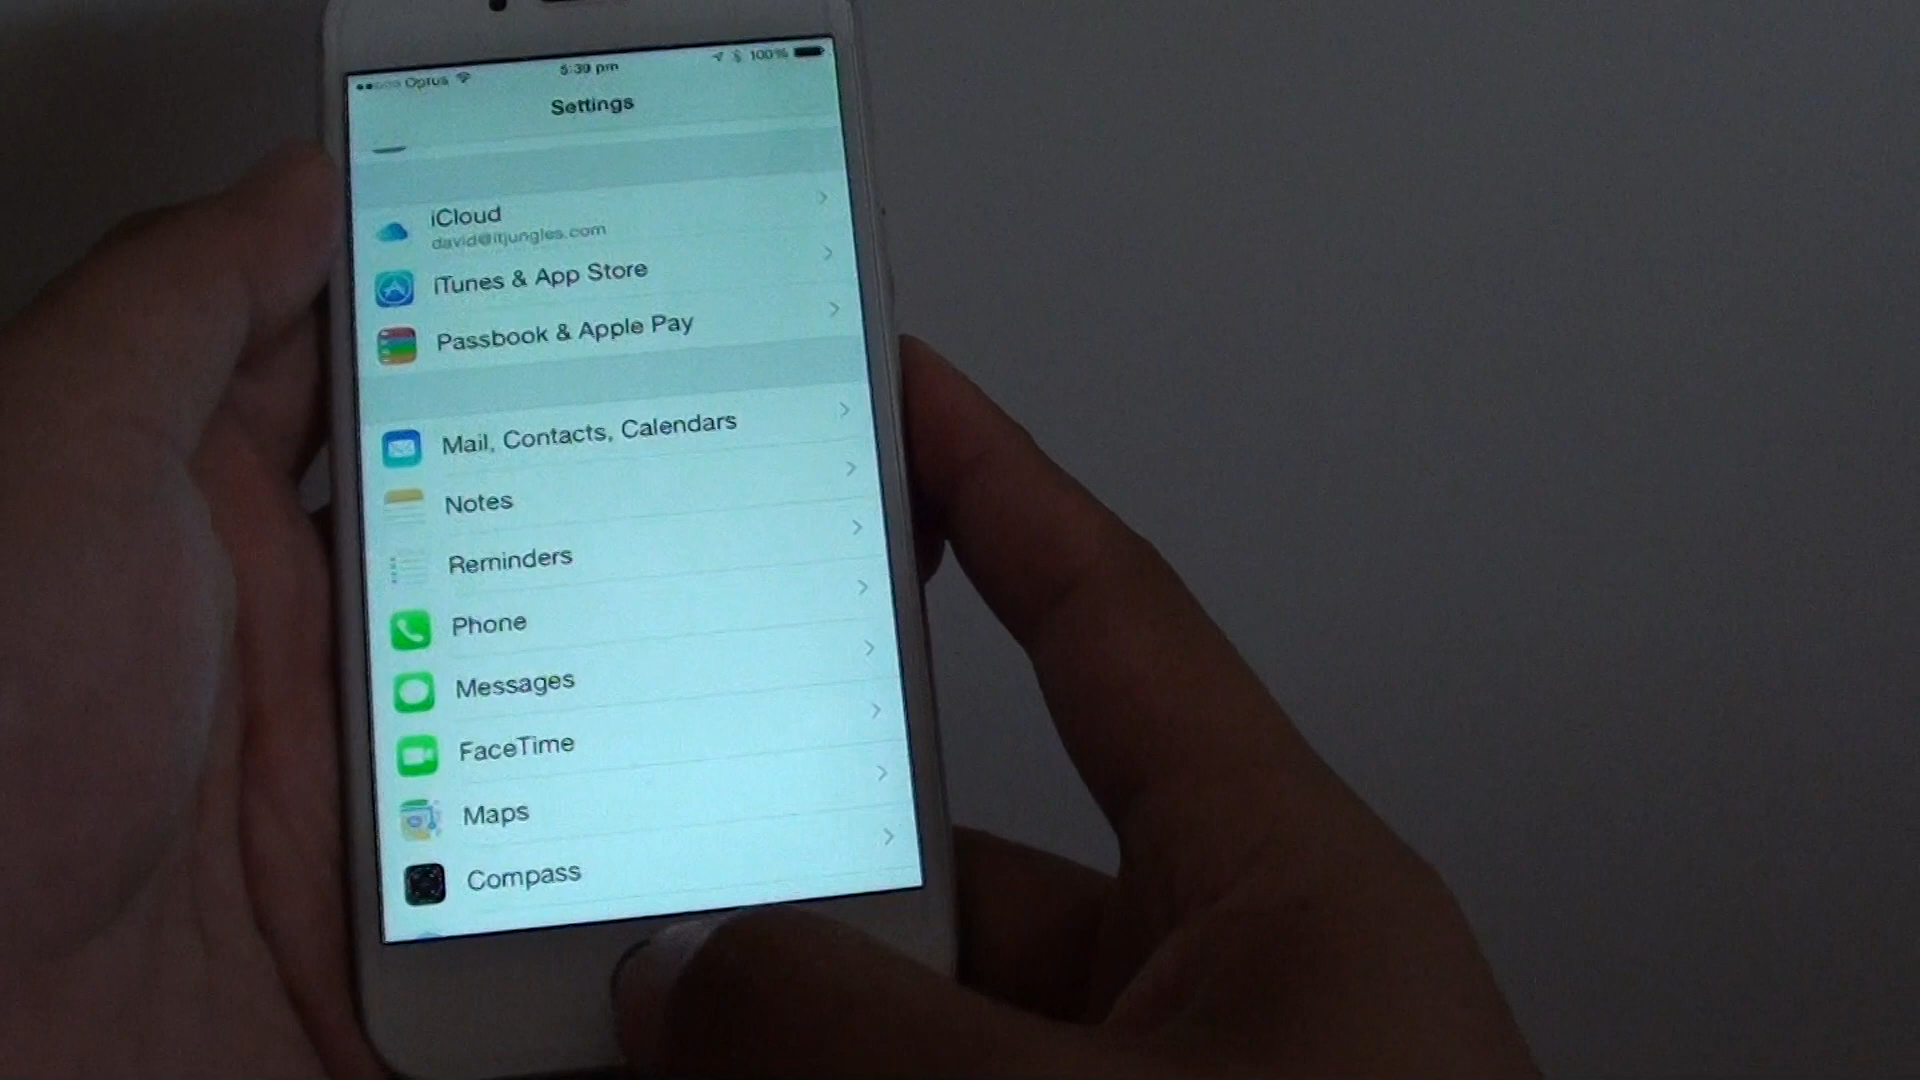 Optus 5:39 pm 100%
Settings
iCloud
david@itjungles.com
iTunes & App Store
Passbook & Apple Pay
Mail, Contacts, Calendars
Notes
Reminders
Phone
Messages
FaceTime
Maps
Compass